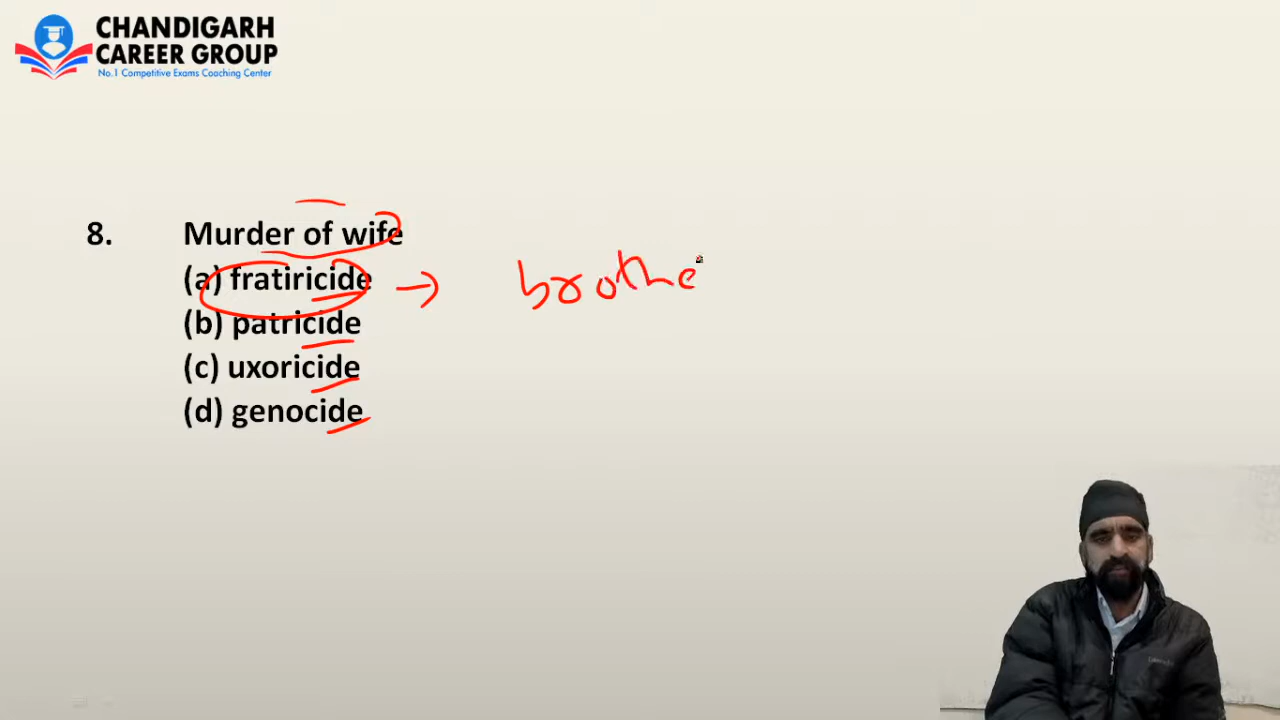 CHANDIGARH
CAREER GROUP
No.1 Competitive Exams Coaching Center
8. Murder of wife
(a) fratiricide → brothe
(b) patricide
(c) uxoricide
(d) genocide